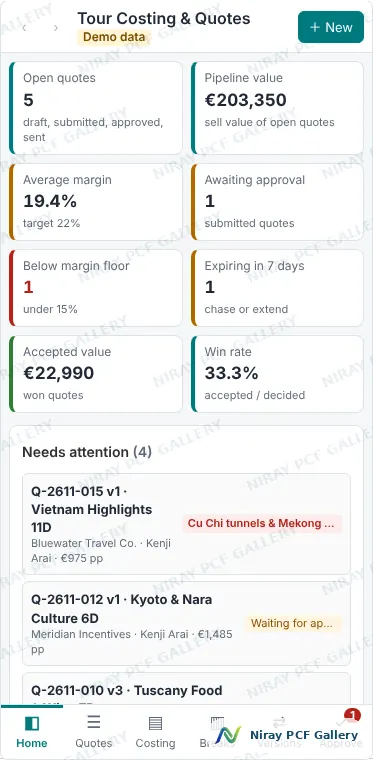 Tour Costing & Quotes
Demo data
+ New
Open quotes
5
draft, submitted, approved,
sent
Pipeline value
€203,350
sell value of open quotes
Average margin
19.4%
target 22%
Awaiting approval
1
submitted quotes
Below margin floor
1
under 15%
Expiring in 7 days
1
chase or extend
Accepted value
€22,990
won quotes
Win rate
33.3%
accepted / decided
Needs attention (4)
Q-2611-015 v1 ·
Vietnam Highlights
11D
Bluewater Travel Co. · Kenji
Arai · €975 pp
Cu Chi tunnels & Mekong ...
Q-2611-012 v1 · Kyoto & Nara
Culture 6D
Meridian Incentives · Kenji Arai · €1,485
pp
Waiting for ap...
Q-2611-010 v3 · Tuscany Food
1
Home
Quotes
Costing
Versions
Approve
Niray PCF Gallery
NIRAY PCF GALLERY